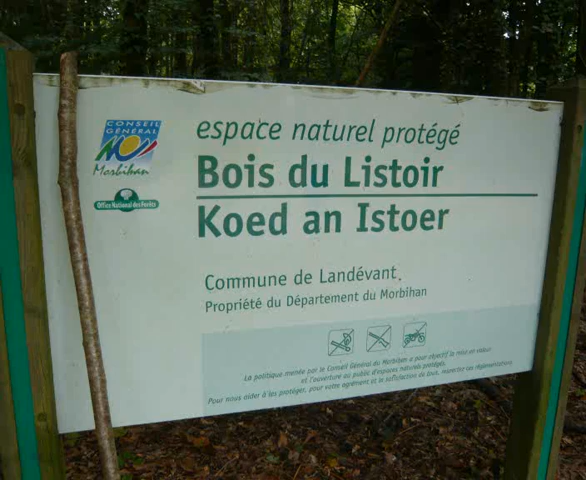 CONSEIL
GÉNÉRAL
Morbihan
Office National des Forêts
espace naturel protégé
Bois du Listoir
Koed an Istoer
Commune de Landévant
Propriété du Département du Morbihan
La politique menée par le Conseil Général du Morbihan a pour objectif la mise en valeur
et l'ouverture au public d'espaces naturels protégés.
Pour nous aider à les protéger, pour votre agrément et la satisfaction de tous, respectez ces réglementations.